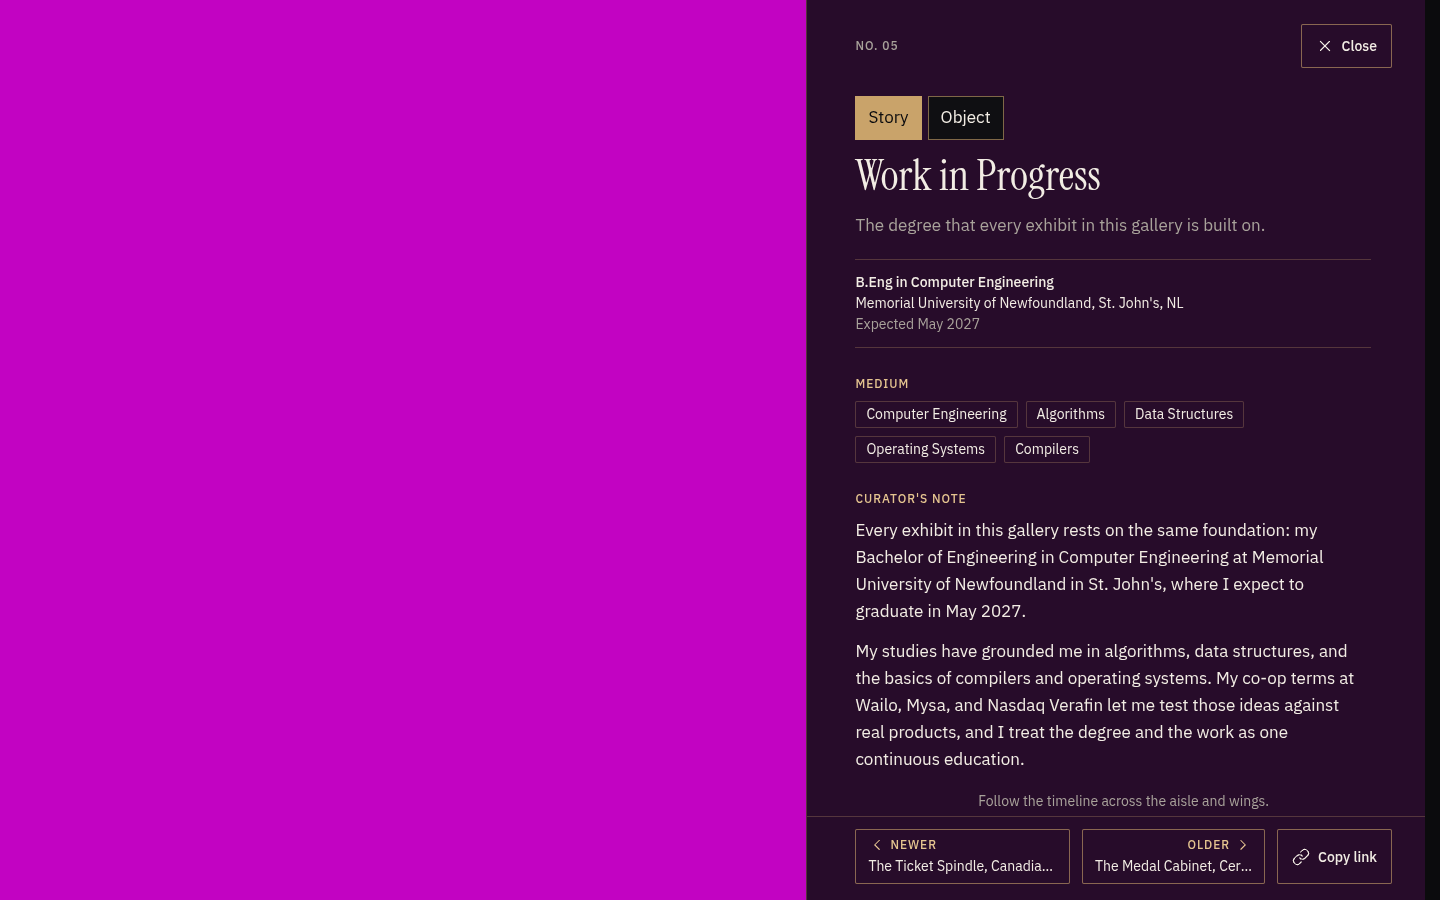 NO. 05
Close
Story
Object
Work in Progress
The degree that every exhibit in this gallery is built on.
B.Eng in Computer Engineering
Memorial University of Newfoundland, St. John's, NL
Expected May 2027
MEDIUM
Computer Engineering
Algorithms
Data Structures
Operating Systems
Compilers
CURATOR'S NOTE
Every exhibit in this gallery rests on the same foundation: my
Bachelor of Engineering in Computer Engineering at Memorial
University of Newfoundland in St. John's, where I expect to
graduate in May 2027.
My studies have grounded me in algorithms, data structures, and
the basics of compilers and operating systems. My co-op terms at
Wailo, Mysa, and Nasdaq Verafin let me test those ideas against
real products, and I treat the degree and the work as one
continuous education.
Follow the timeline across the aisle and wings.
NEWER
The Ticket Spindle, Canadia...
OLDER
The Medal Cabinet, Cer...
Copy link